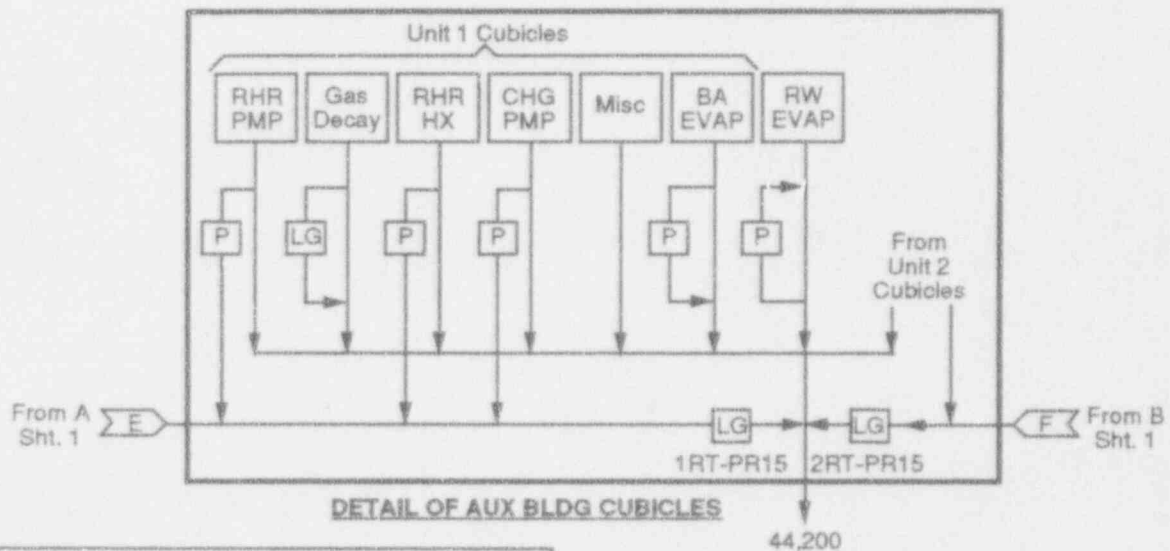 Unit 1 Cubicles
RHR
PMP
Gas
Decay
RHR
HX
CHG
PMP
Misc
BA
EVAP
RW
EVAP
P
LG
P
P
P
P
From
Unit 2
Cubicles
From A
Sht. 1
E
LG
LG
F
From B
Sht. 1
1RT-PR15
2RT-PR15
DETAIL OF AUX BLDG CUBICLES
44,200